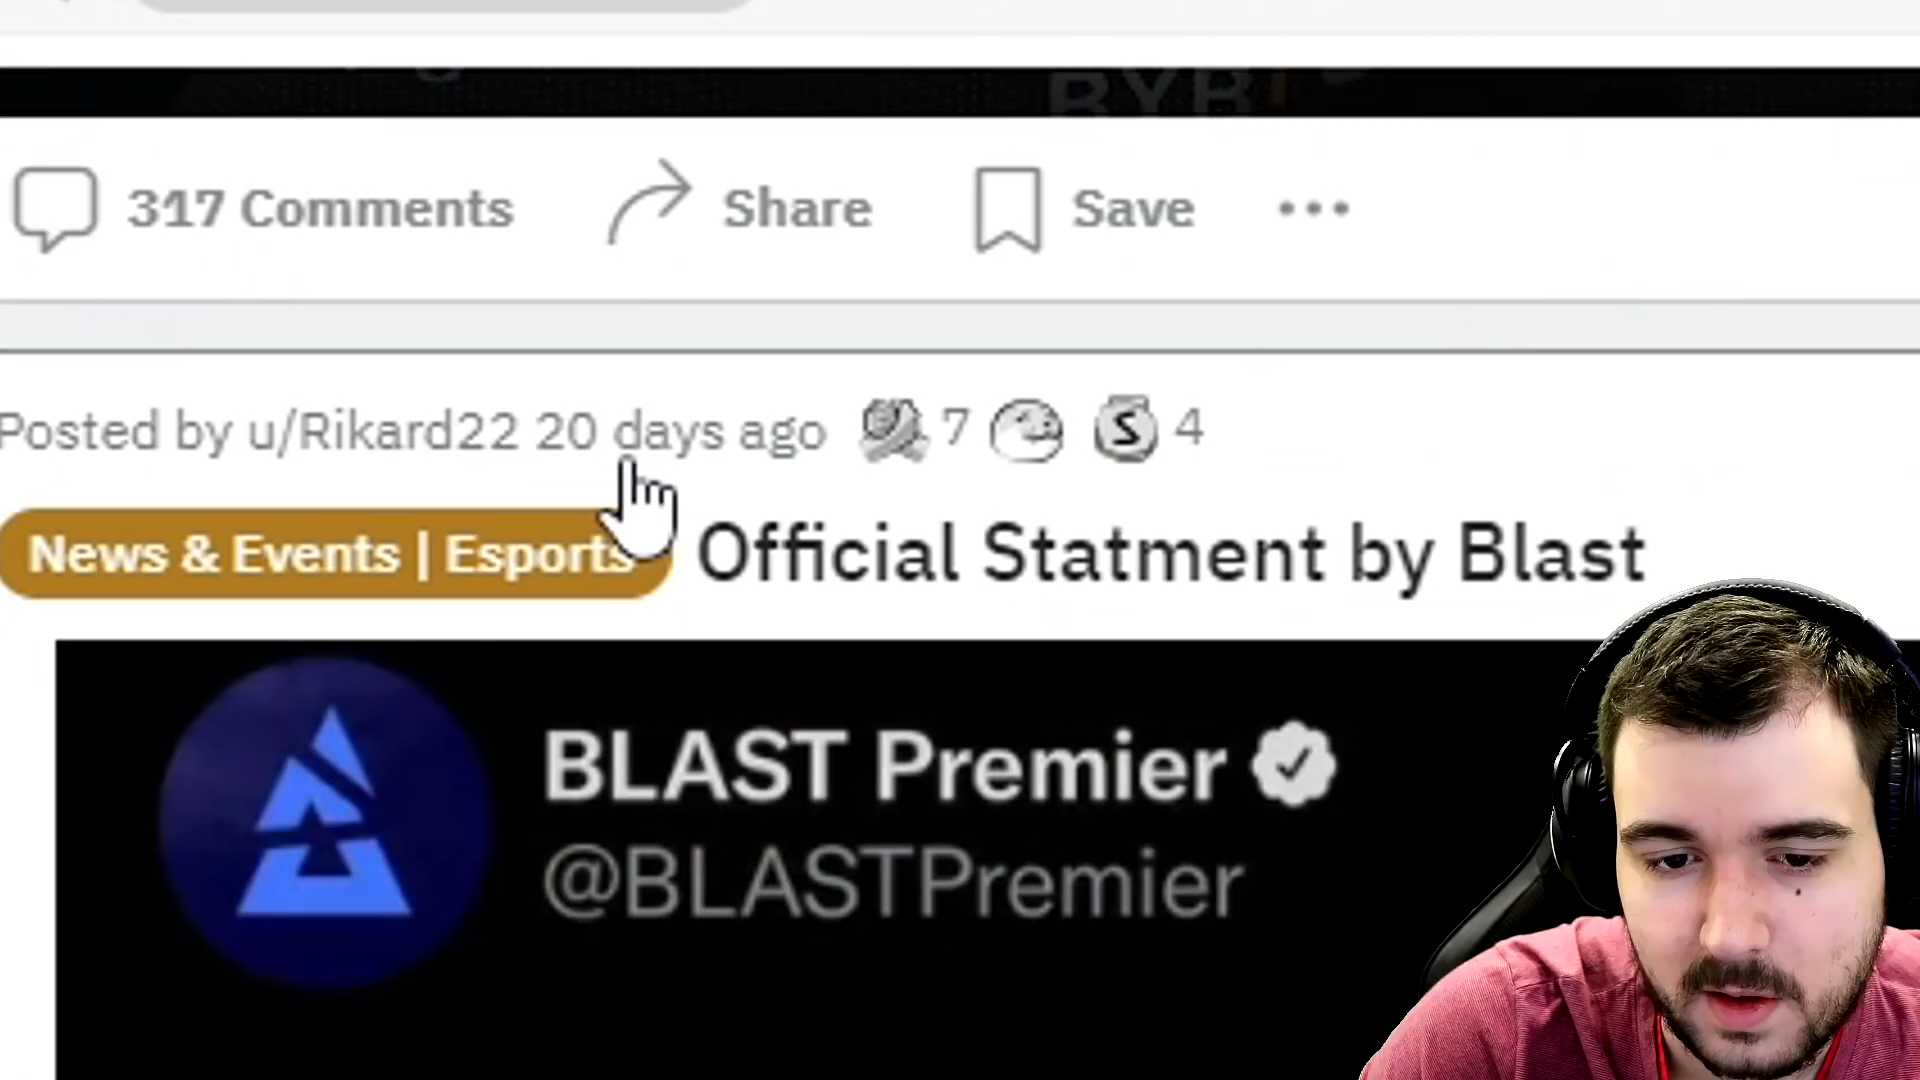 317 Comments Share Save
Posted by u/Rikard22 20 days ago 7 S 4
News & Events | Esports Official Statment by Blast
BLAST Premier
@BLASTPremier